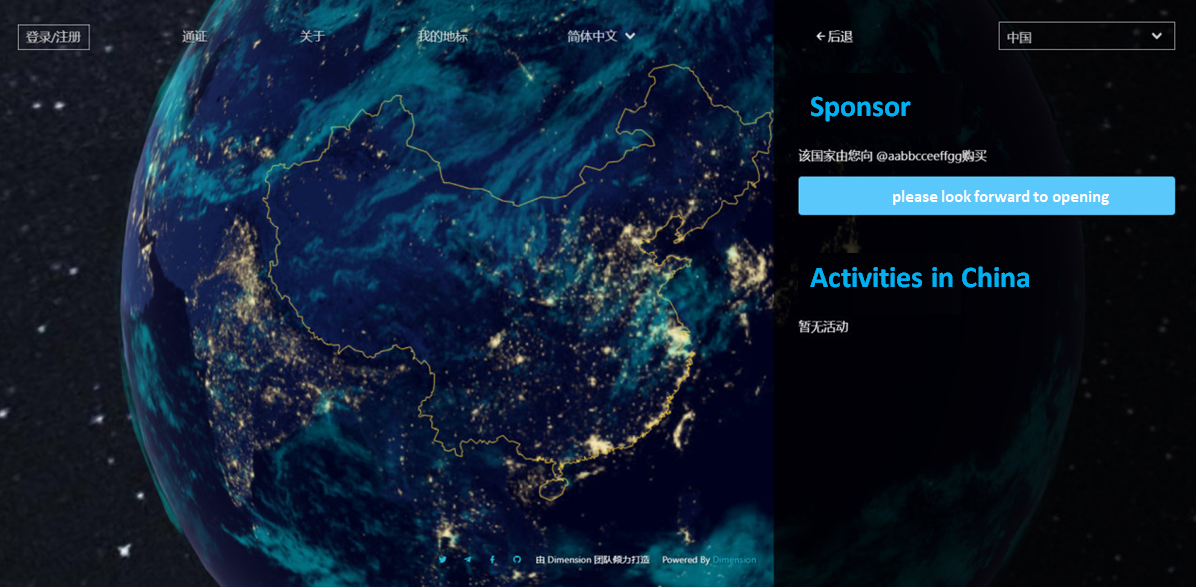 登录/注册
通证
关于
我的地标
简体中文
后退
中国
Sponsor
该国家由您向 @aabbcceeffgg购买
please look forward to opening
Activities in China
暂无活动
由 Dimension 团队倾力打造 Powered By Dimension